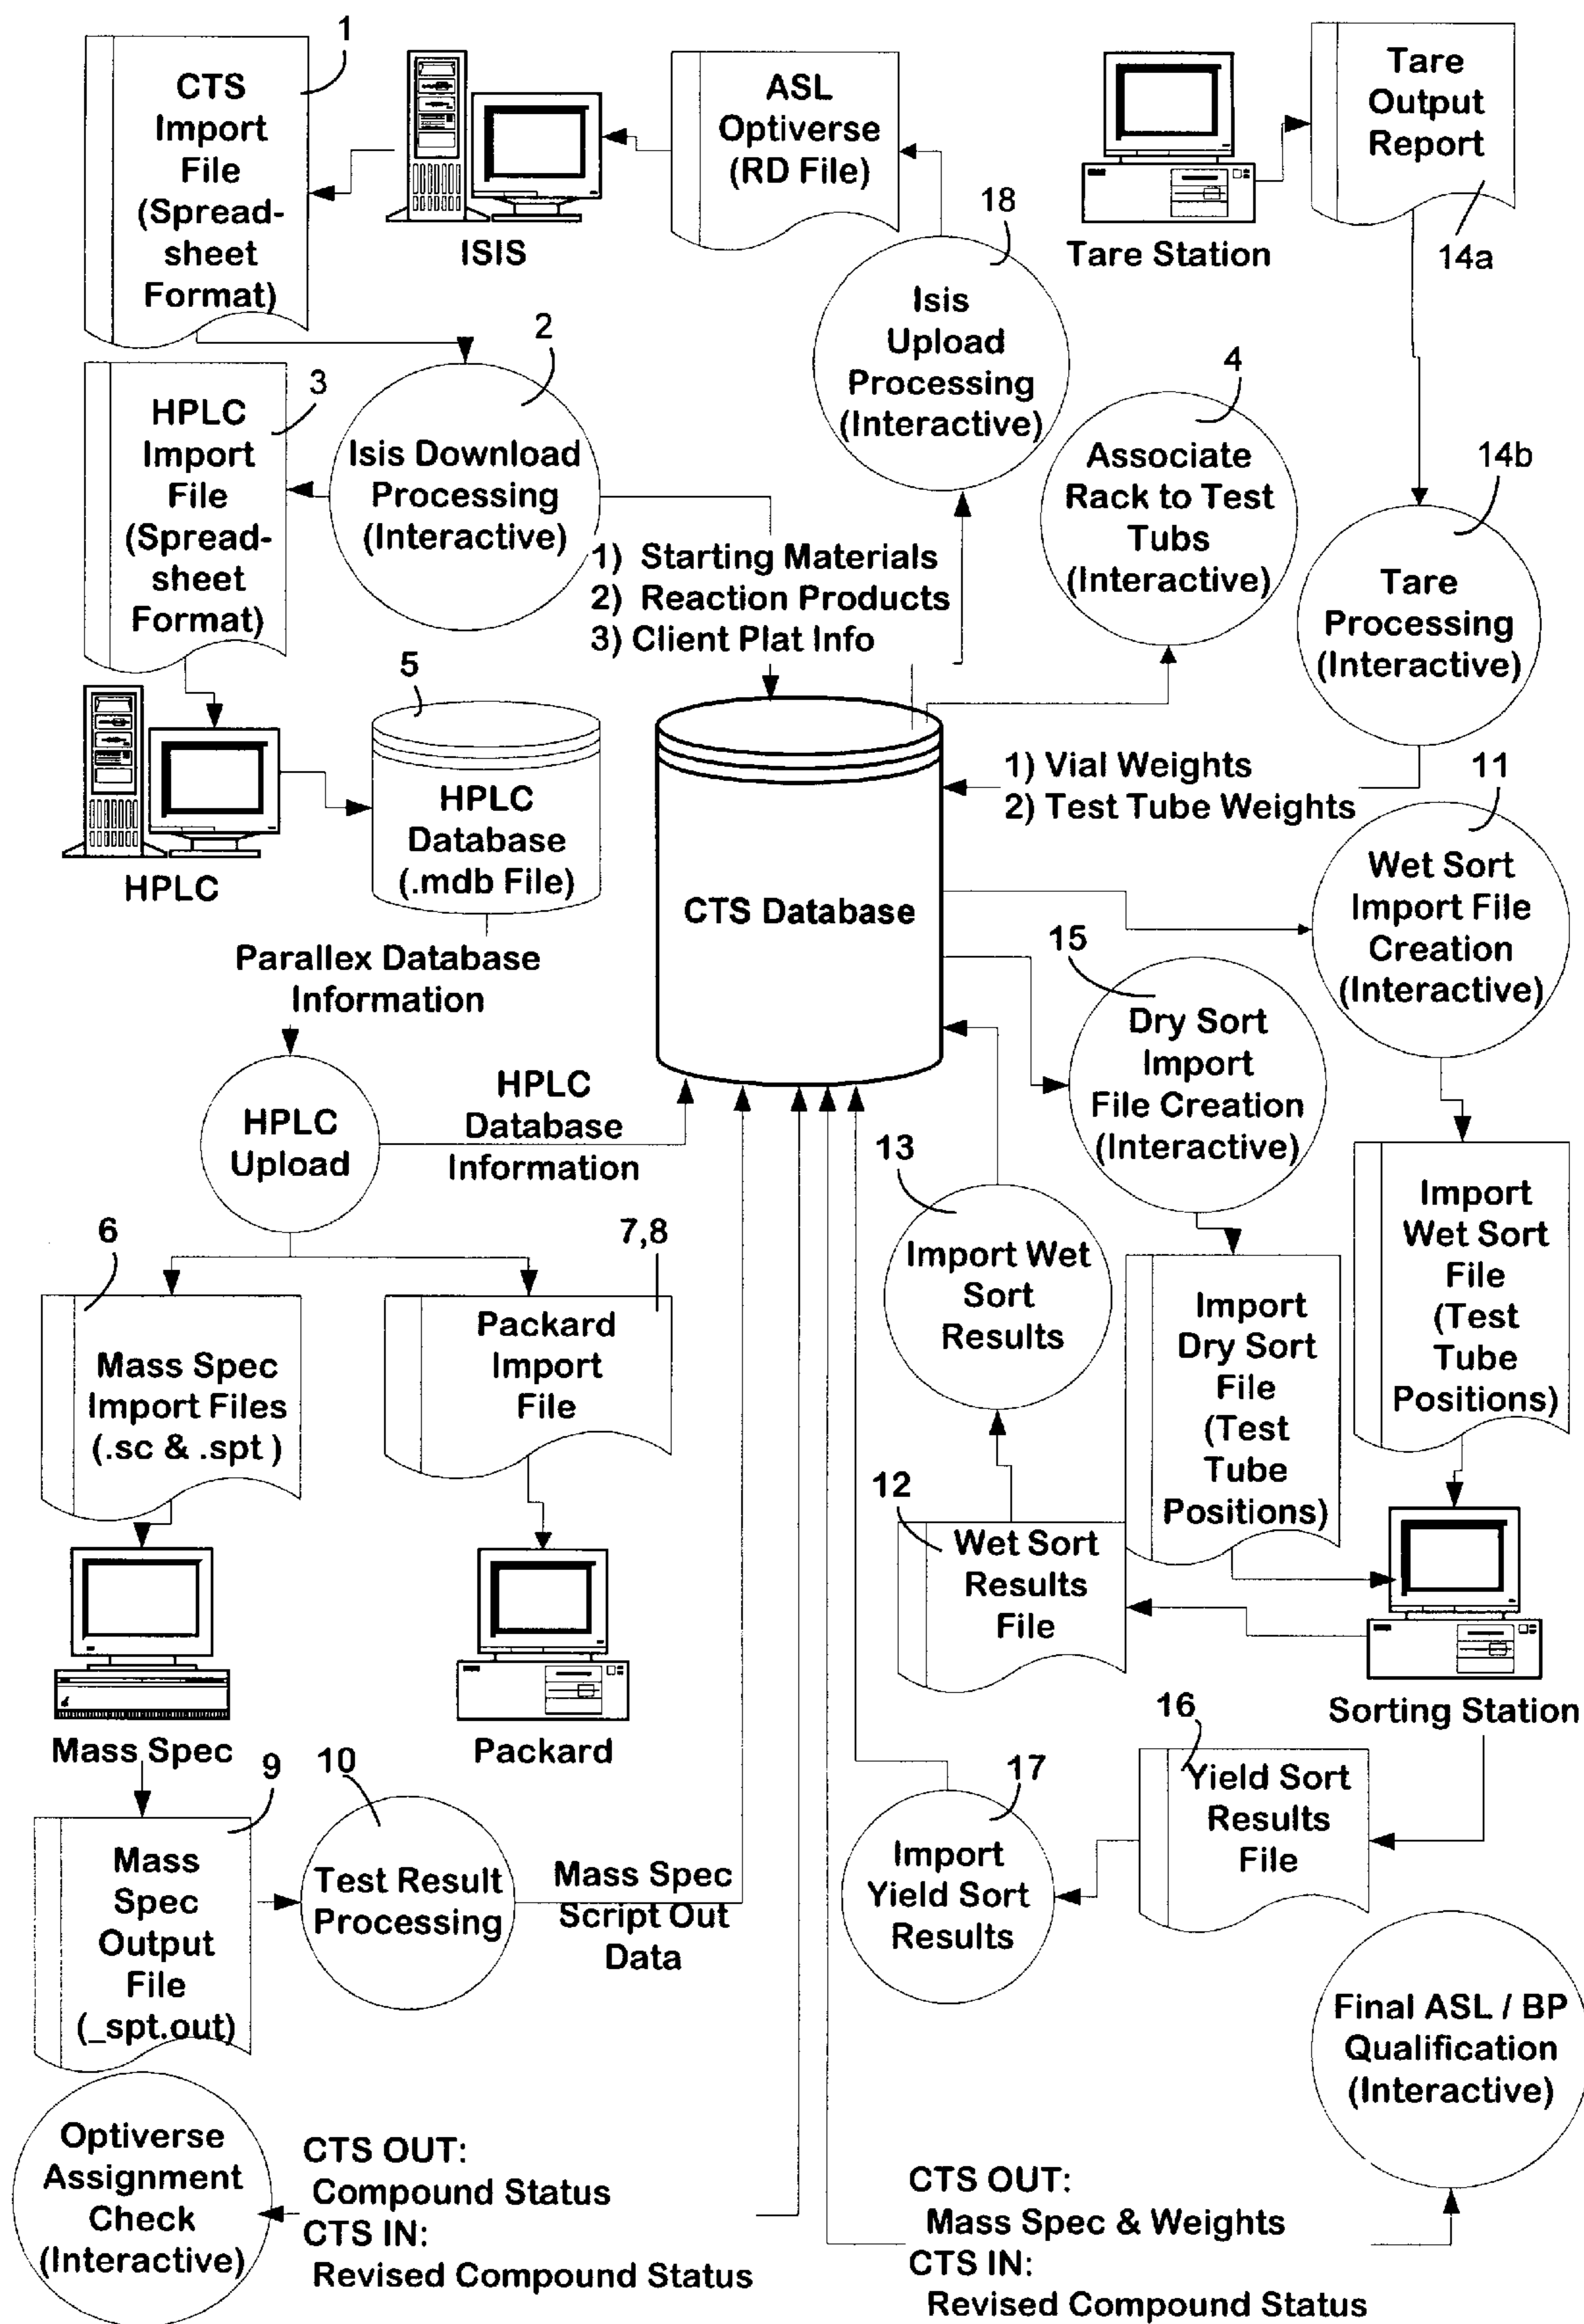 1
CTS
Import
File
(Spread-
sheet
Format)
ISIS
ASL
Optiverse
(RD File)
18
Isis
Upload
Processing
(Interactive)
Tare Station
Tare
Output
Report
14a
2
Isis Download
Processing
(Interactive)
3
HPLC
Import
File
(Spread-
sheet
Format)
4
Associate
Rack to Test
Tubs
(Interactive)
14b
Tare
Processing
(Interactive)
1) Starting Materials
2) Reaction Products
3) Client Plat Info
HPLC
5
HPLC
Database
(.mdb File)
CTS Database
1) Vial Weights
2) Test Tube Weights
11
Wet Sort
Import File
Creation
(Interactive)
Parallex Database
Information
15
Dry Sort
Import
File Creation
(Interactive)
HPLC
Upload
HPLC
Database
Information
13
Import Wet
Sort
Results
Import
Wet Sort
File
(Test
Tube
Positions)
6
Mass Spec
Import Files
(.sc & .spt )
7,8
Packard
Import
File
Import
Dry Sort
File
(Test
Tube
Positions)
12
Wet Sort
Results
File
Mass Spec
Packard
Sorting Station
16
Yield Sort
Results
File
17
Import
Yield Sort
Results
9
Mass
Spec
Output
File
(_spt.out)
10
Test Result
Processing
Mass Spec
Script Out
Data
Final ASL / BP
Qualification
(Interactive)
Optiverse
Assignment
Check
(Interactive)
CTS OUT:
Compound Status
CTS IN:
Revised Compound Status
CTS OUT:
Mass Spec & Weights
CTS IN:
Revised Compound Status